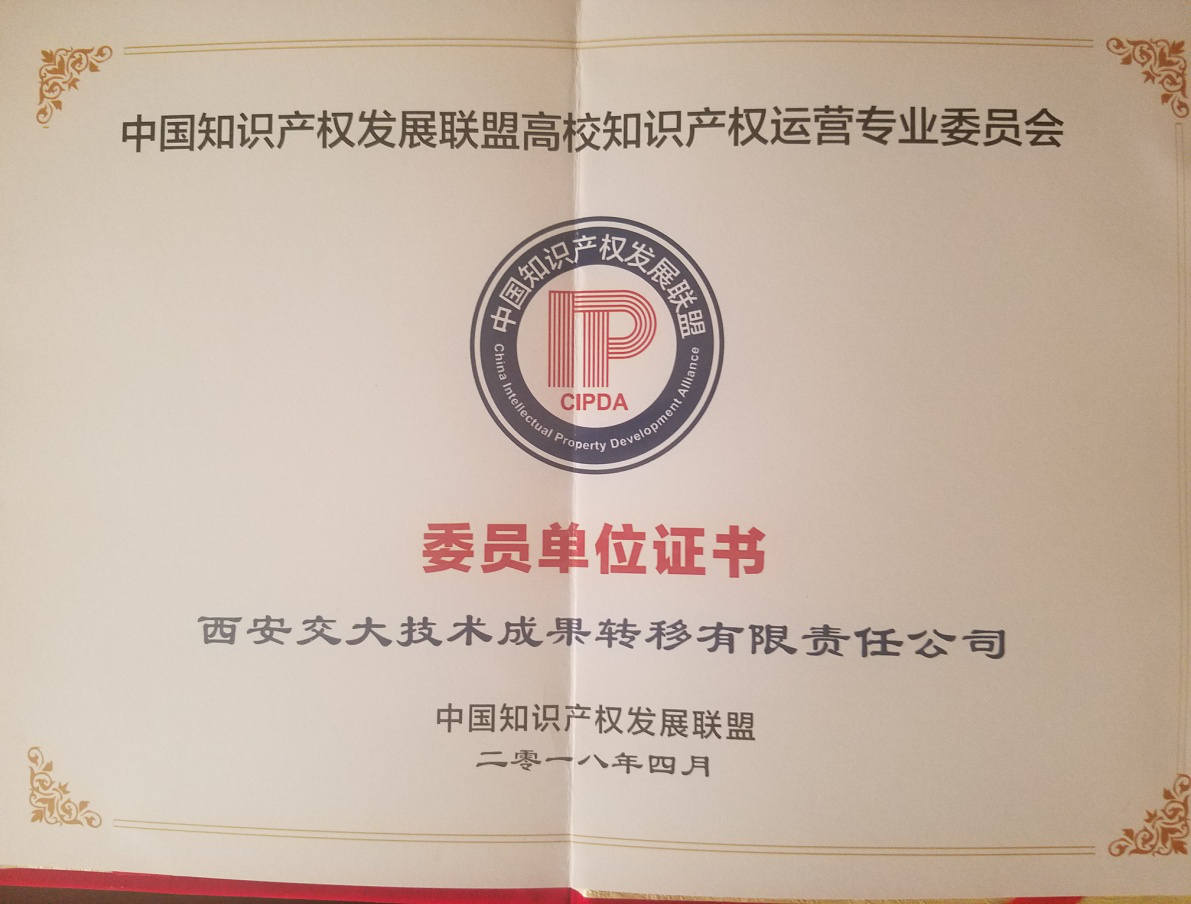 中国知识产权发展联盟高校知识产权运营专业委员会
中国知识产权发展联盟
IP
CIPDA
China Intellectual Property Development Alliance
委员单位证书
西安交大技术成果转移有限责任公司
中国知识产权发展联盟
二零一八年四月